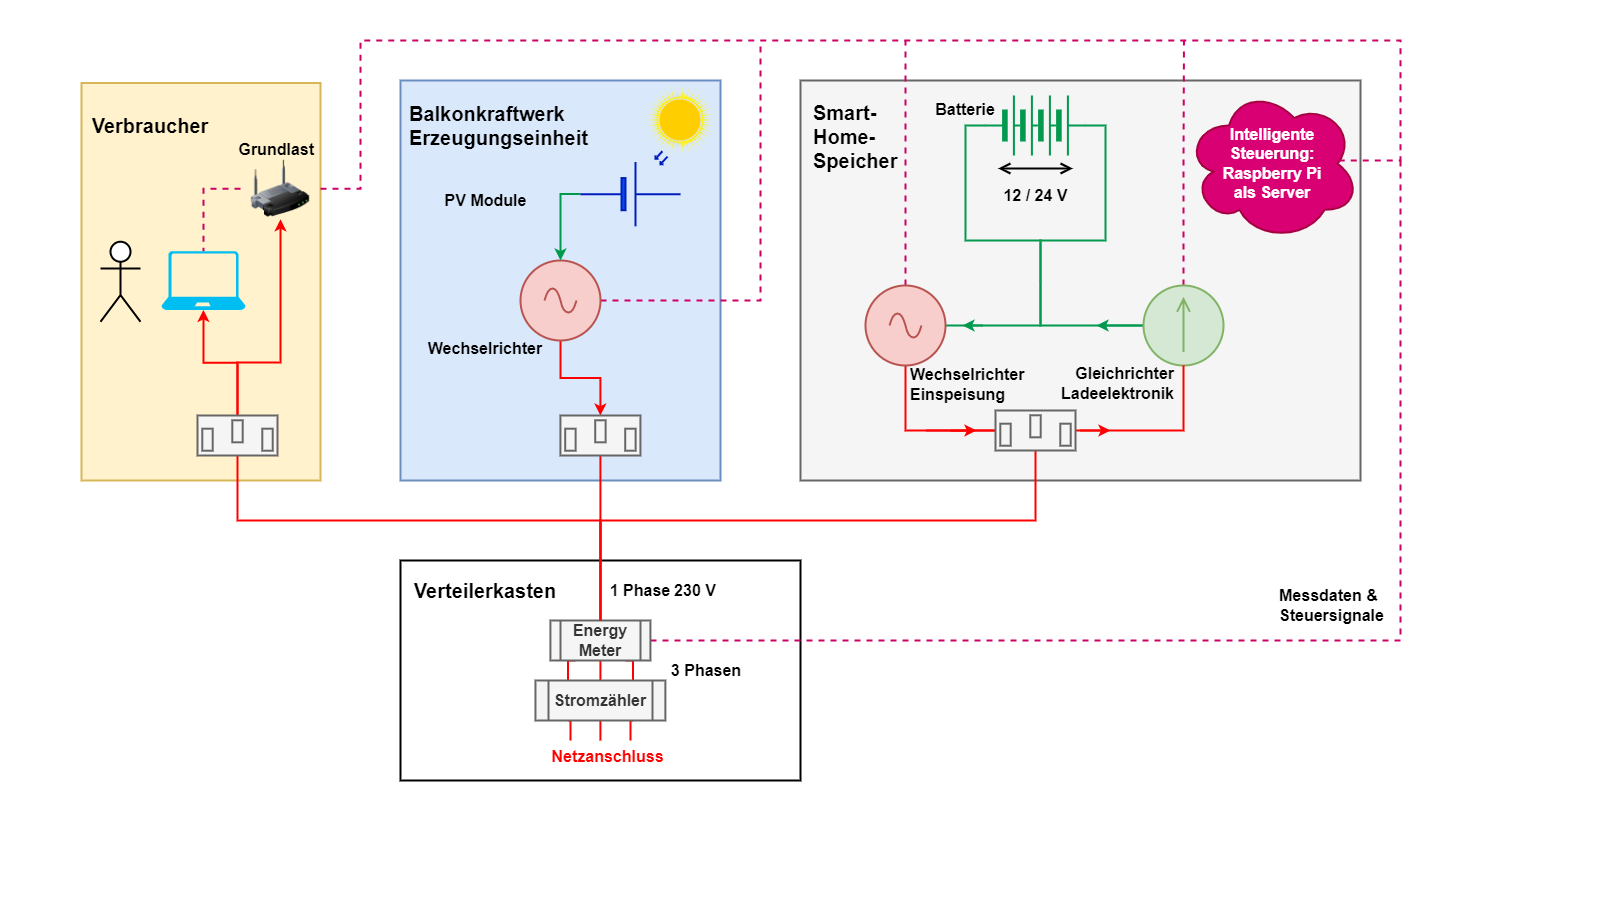 Verbraucher
Grundlast
Balkonkraftwerk
Erzeugungseinheit
PV Module
Wechselrichter
Smart-
Home-
Speicher
Batterie
12 / 24 V
Intelligente
Steuerung:
Raspberry Pi
als Server
Wechselrichter
Einspeisung
Gleichrichter
Ladeelektronik
Verteilerkasten
1 Phase 230 V
Energy
Meter
3 Phasen
Stromzähler
Netzanschluss
Messdaten &
Steuersignale